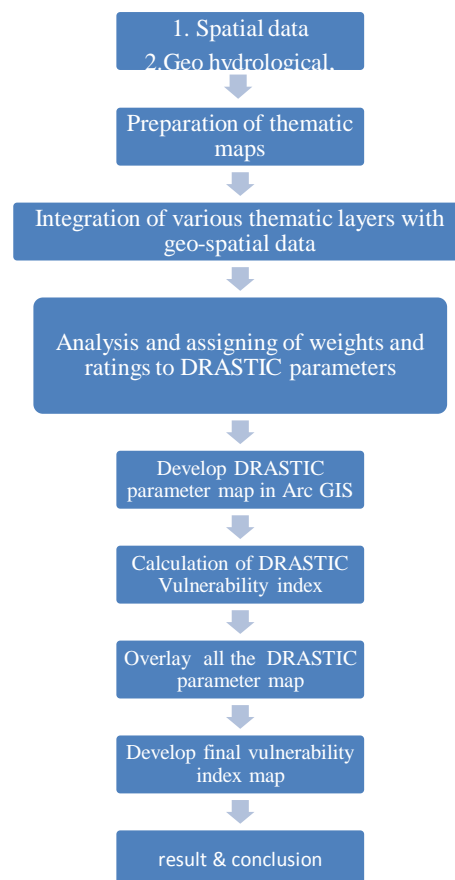 1. Spatial data
2.Geo hydrological,
Preparation of thematic
maps
Integration of various thematic layers with
geo-spatial data
Analysis and assigning of weights and
ratings to DRASTIC parameters
Develop DRASTIC
parameter map in Arc GIS
Calculation of DRASTIC
Vulnerability index
Overlay all the DRASTIC
parameter map
Develop final vulnerability
index map
result & conclusion